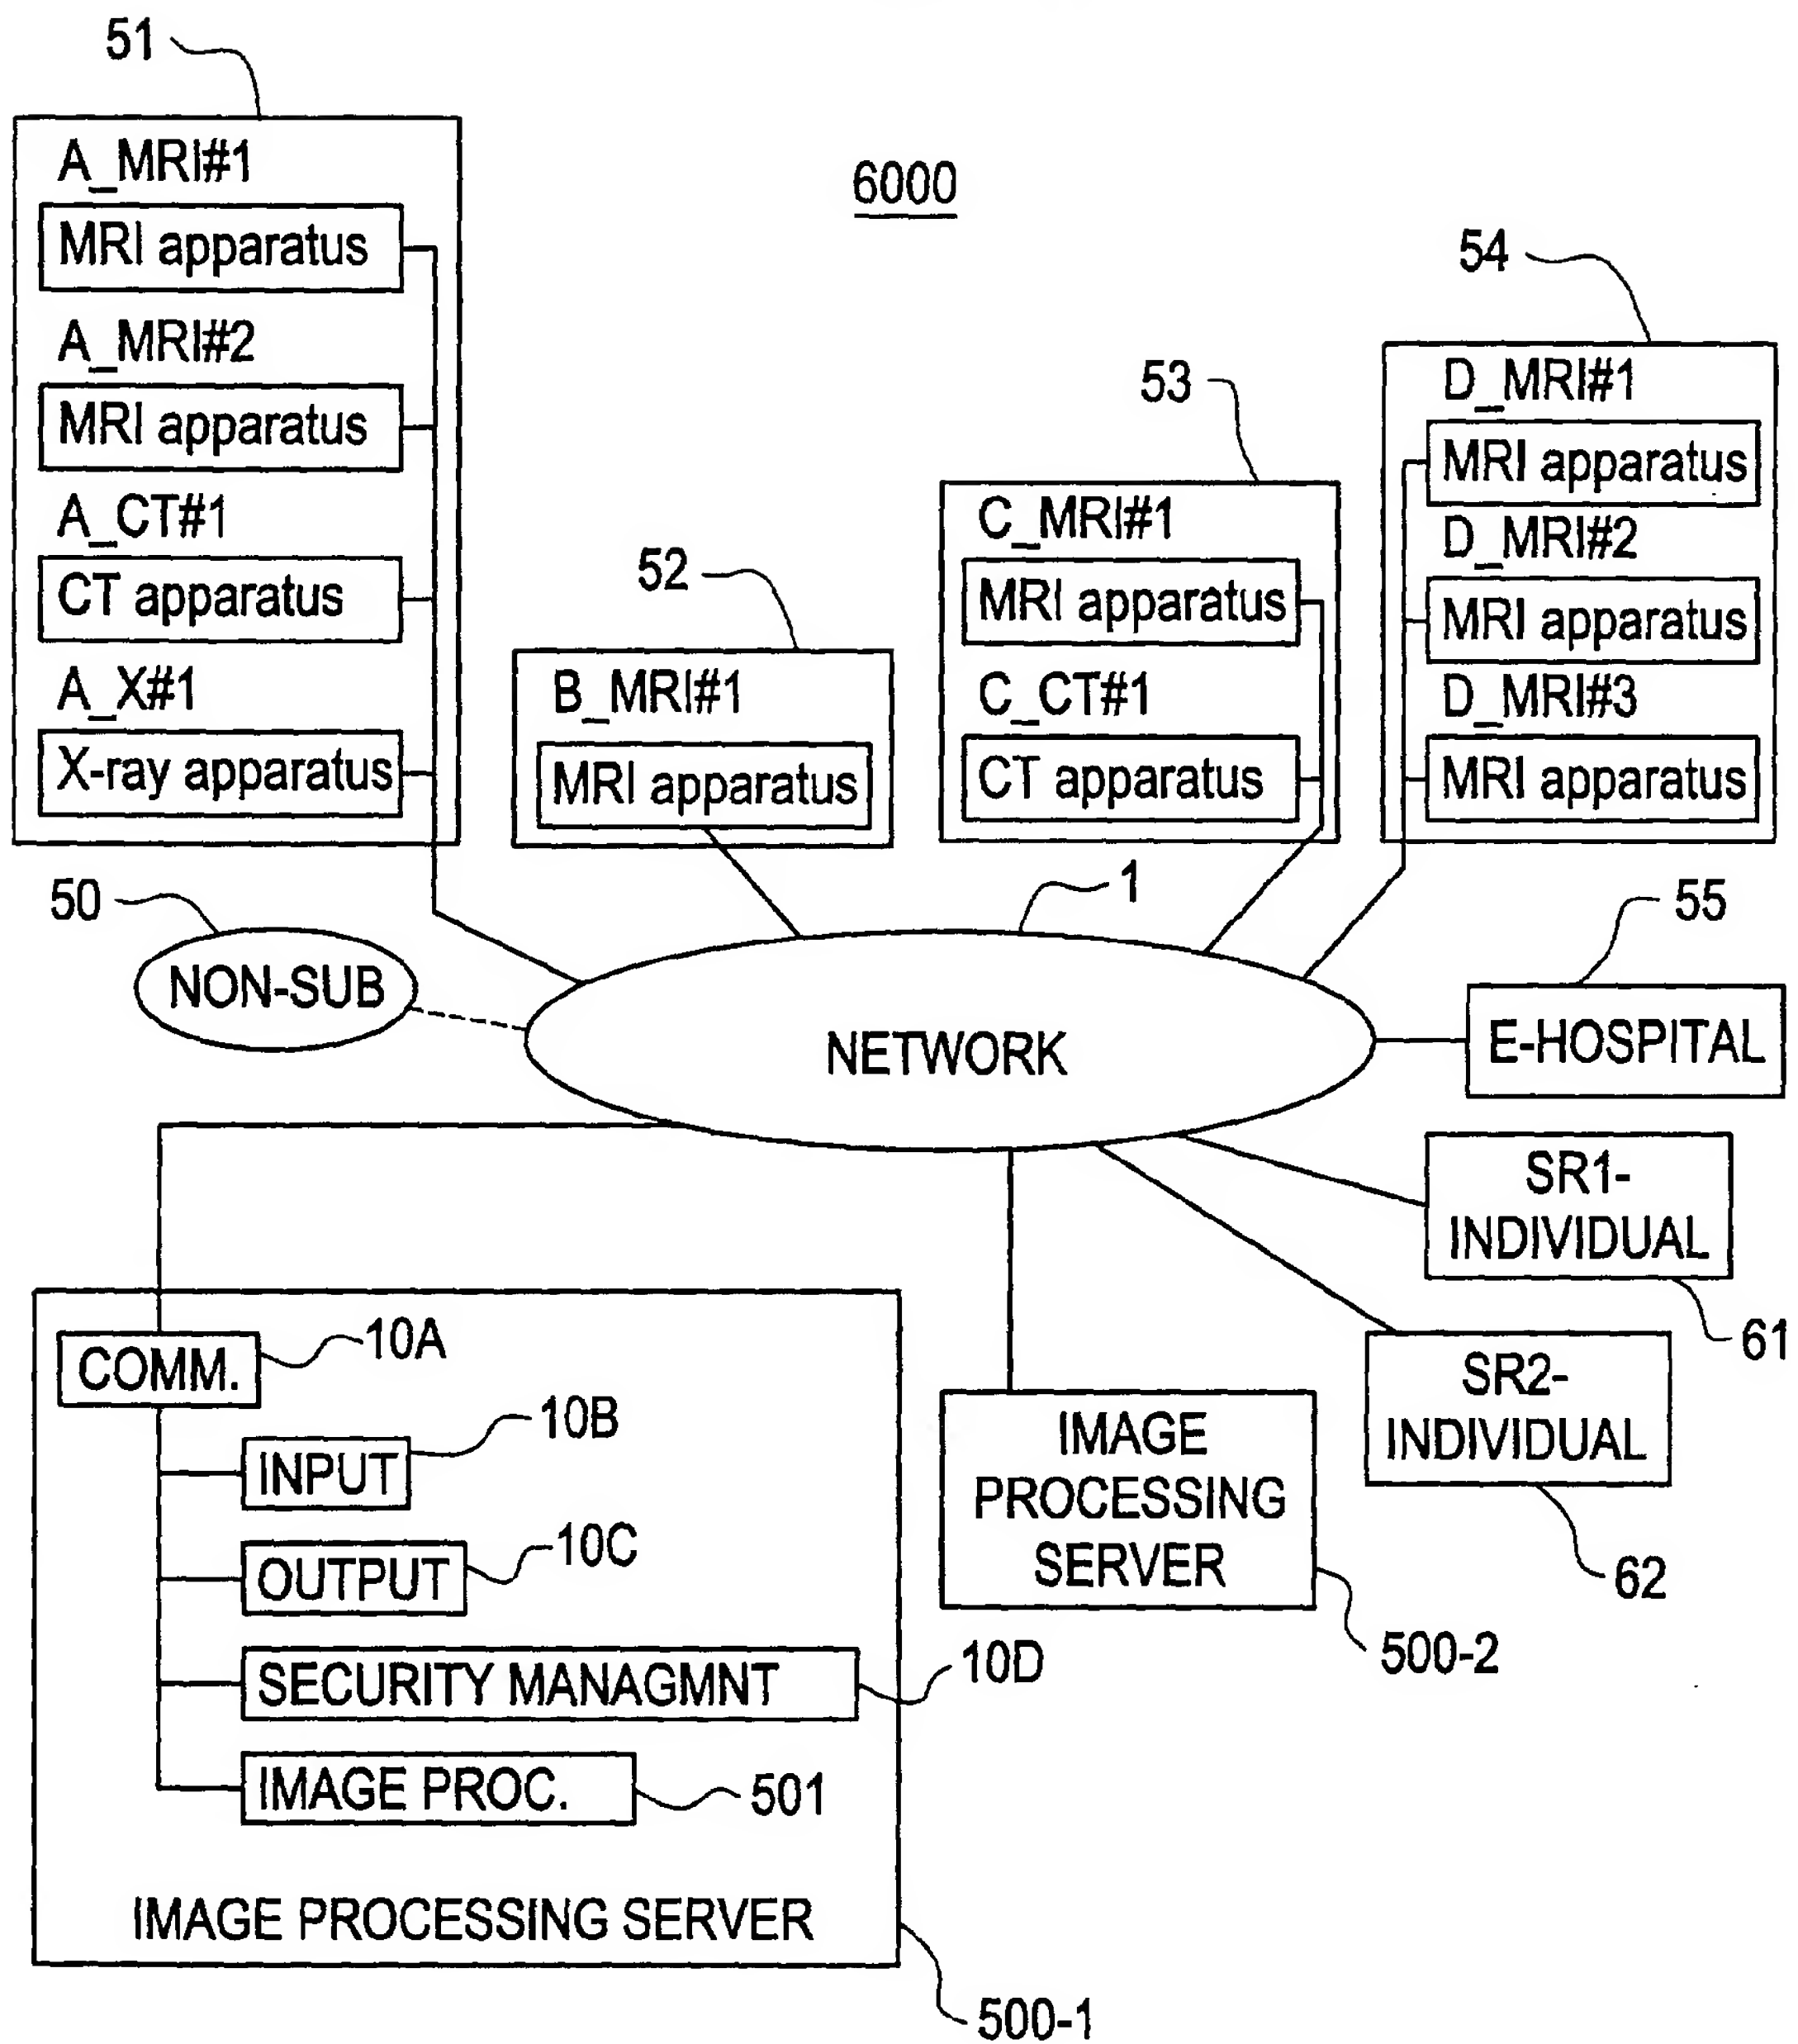 51
A_MRI#1
MRI apparatus
A_MRI#2
MRI apparatus
A_CT#1
CT apparatus
A_X#1
X-ray apparatus
6000
52
B_MRI#1
MRI apparatus
53
C_MRI#1
MRI apparatus
C_CT#1
CT apparatus
54
D_MRI#1
MRI apparatus
D_MRI#2
MRI apparatus
D_MRI#3
MRI apparatus
50
NON-SUB
1
NETWORK
55
E-HOSPITAL
SR1-
INDIVIDUAL
61
SR2-
INDIVIDUAL
62
COMM.
10A
INPUT
10B
OUTPUT
10C
SECURITY MANAGMNT
10D
IMAGE PROC.
501
IMAGE PROCESSING SERVER
500-1
IMAGE
PROCESSING
SERVER
500-2